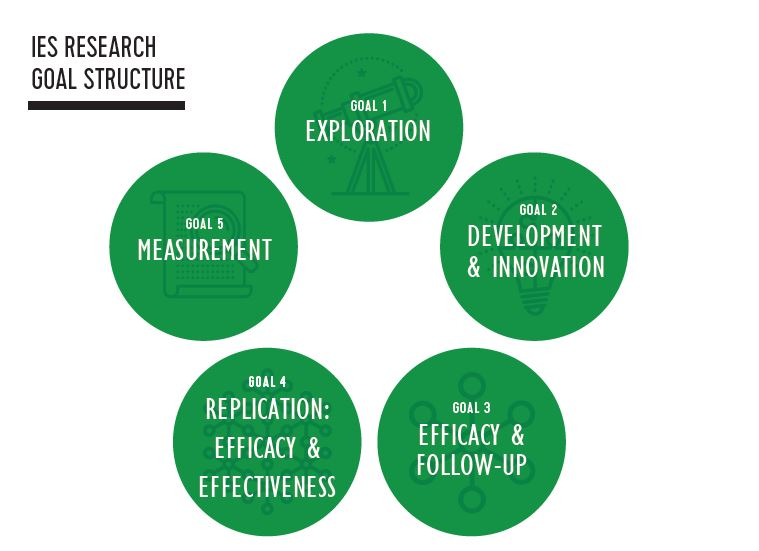 IES RESEARCH
GOAL STRUCTURE
GOAL 1
EXPLORATION
GOAL 2
DEVELOPMENT
& INNOVATION
GOAL 3
EFFICACY &
FOLLOW-UP
GOAL 4
REPLICATION:
EFFICACY &
EFFECTIVENESS
GOAL 5
MEASUREMENT